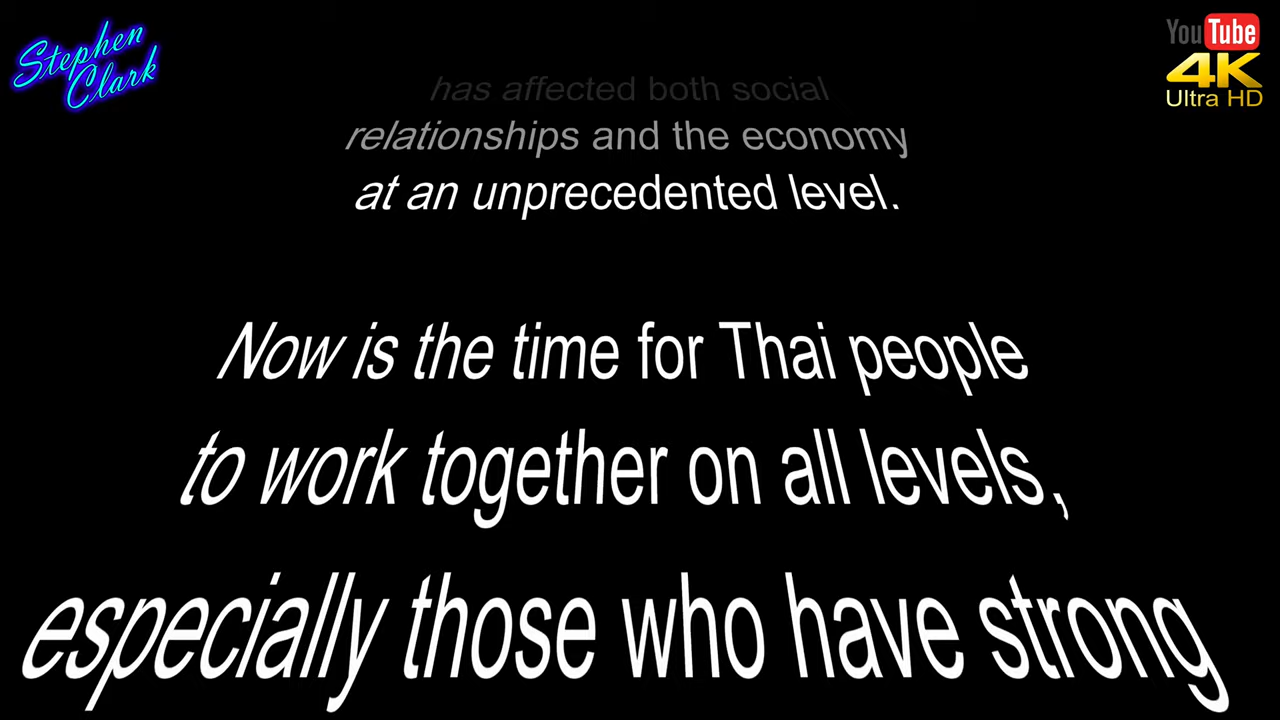 Stephen
Clark
YouTube
4K
Ultra HD
has affected both social
relationships and the economy
at an unprecedented level.
Now is the time for Thai people
to work together on all levels,
especially those who have strong